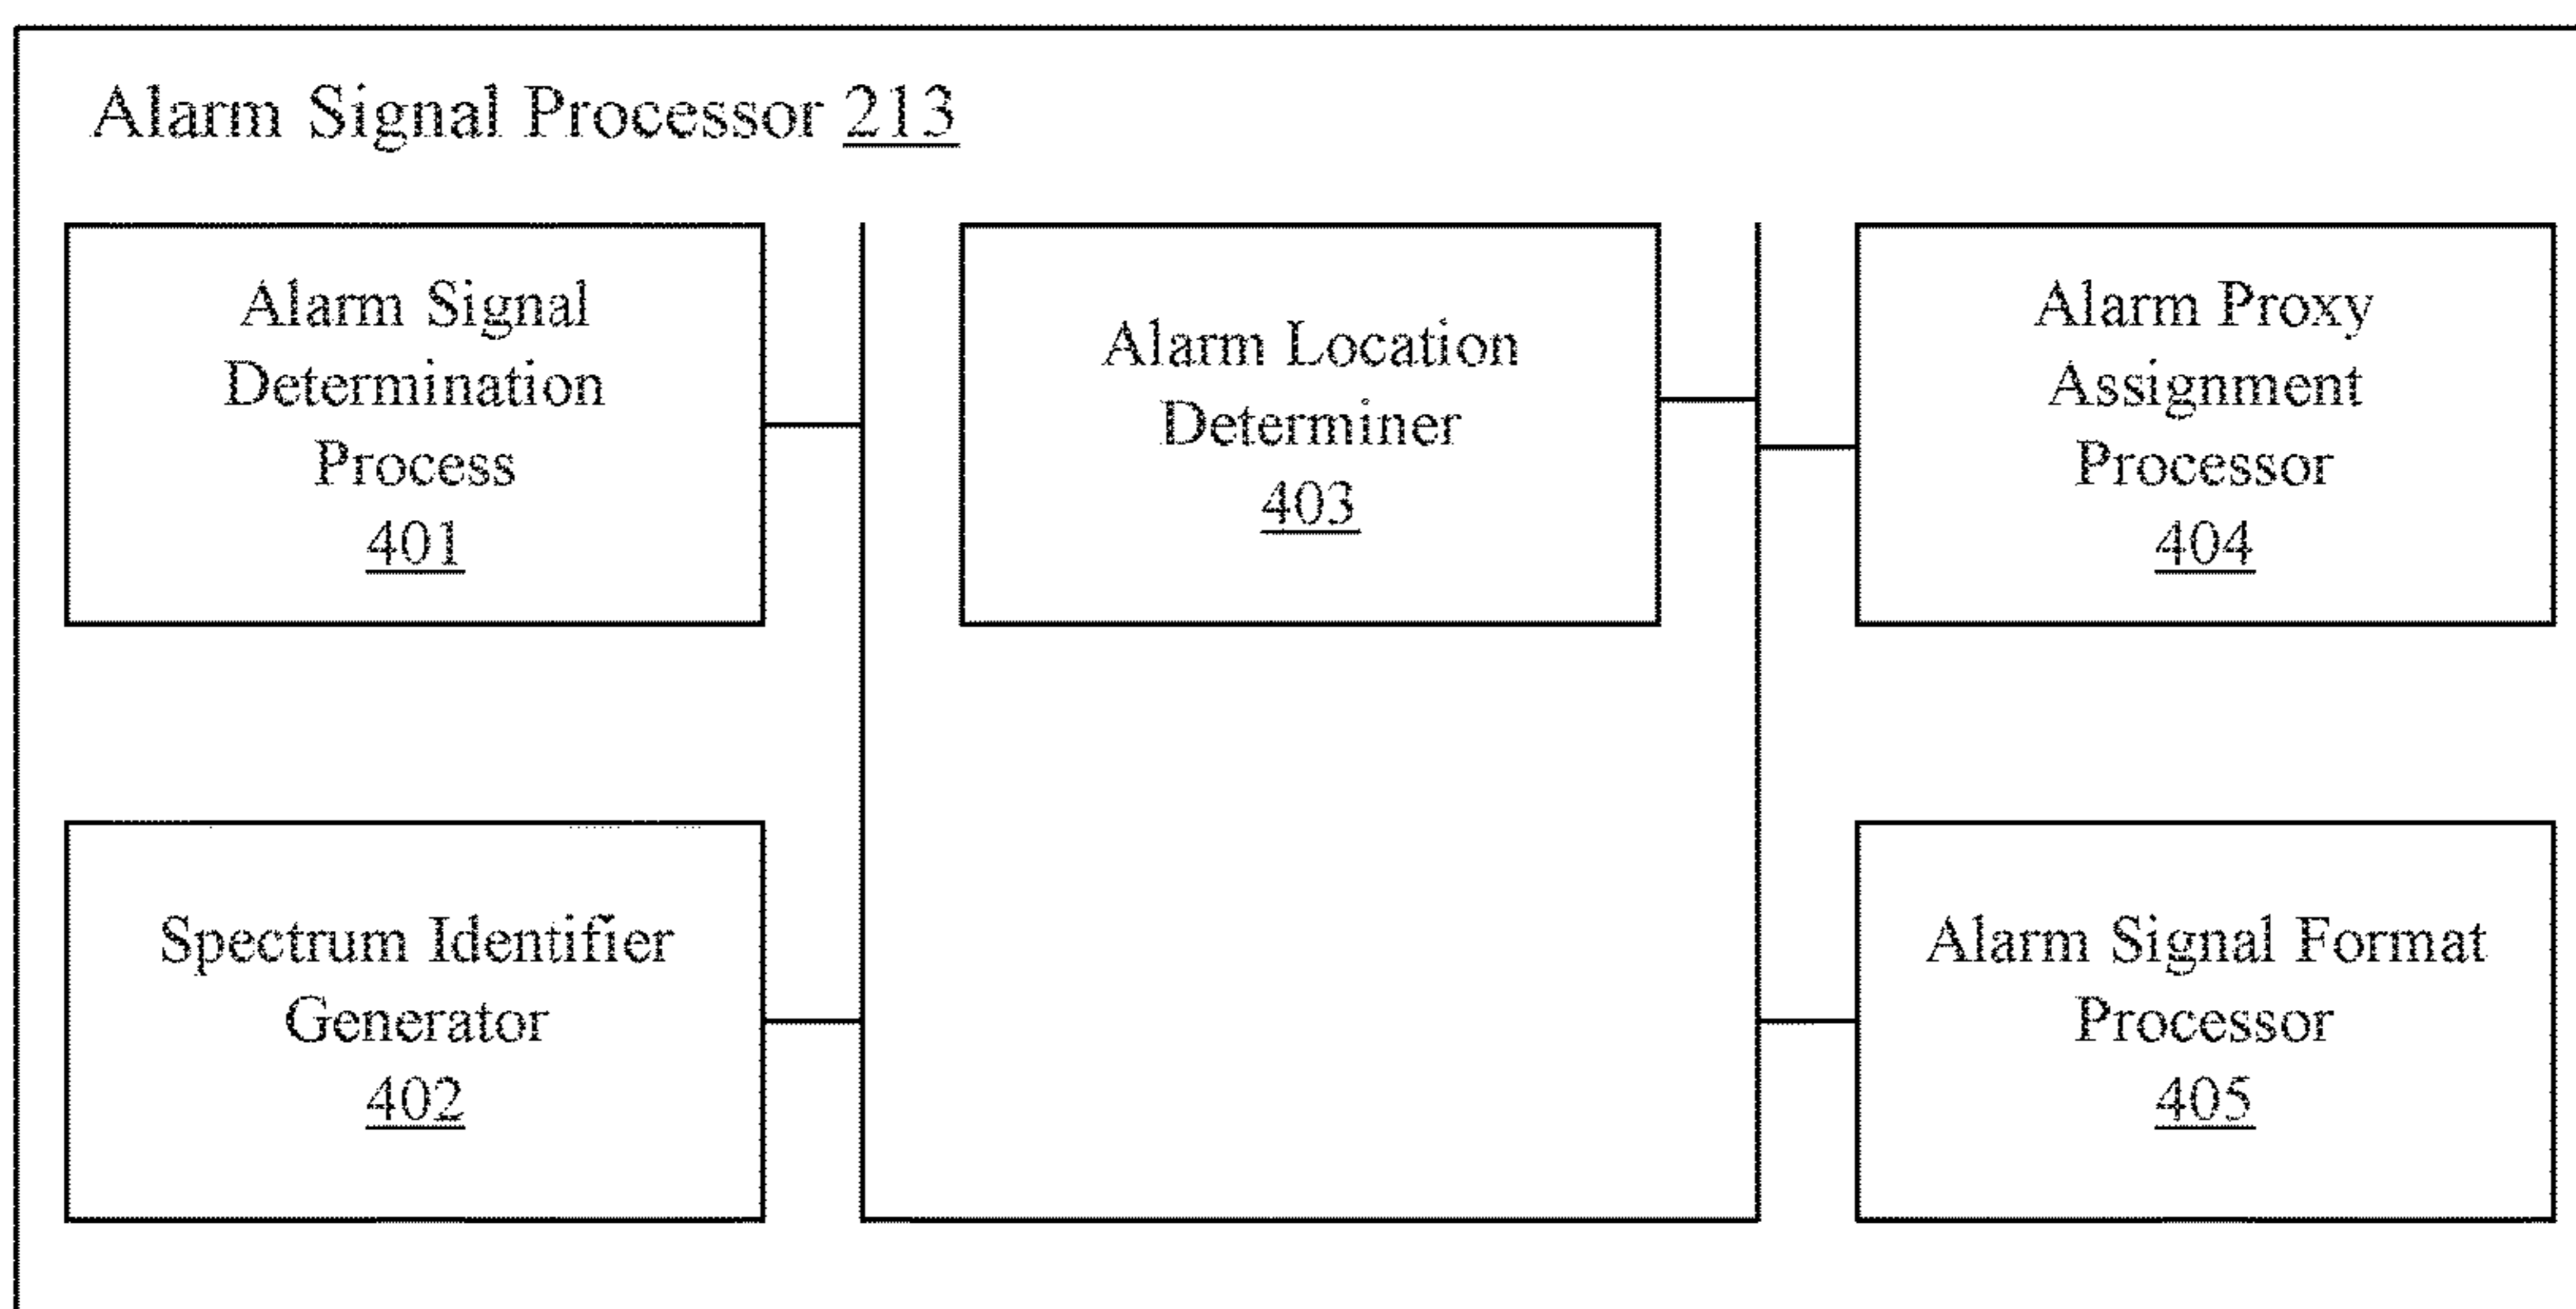 Alarm Signal Processor 213
Alarm Signal
Determination
Process
401
Alarm Location
Determiner
403
Alarm Proxy
Assignment
Processor
404
Spectrum Identifier
Generator
402
Alarm Signal Format
Processor
405